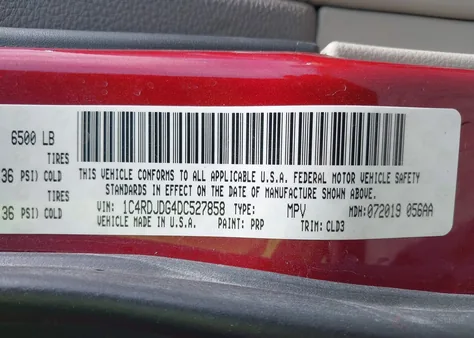 6500 LB
TIRES
36 PSI) COLD
TIRES
36 PSI) COLD
THIS VEHICLE CONFORMS TO ALL APPLICABLE U.S.A. FEDERAL MOTOR VEHICLE SAFETY
STANDARDS IN EFFECT ON THE DATE OF MANUFACTURE SHOWN ABOVE.
VIN: 1C4RDJDG4DC527858 TYPE: MPV MDH: 072019 056AA
VEHICLE MADE IN U.S.A. PAINT: PRP TRIM: CLD3